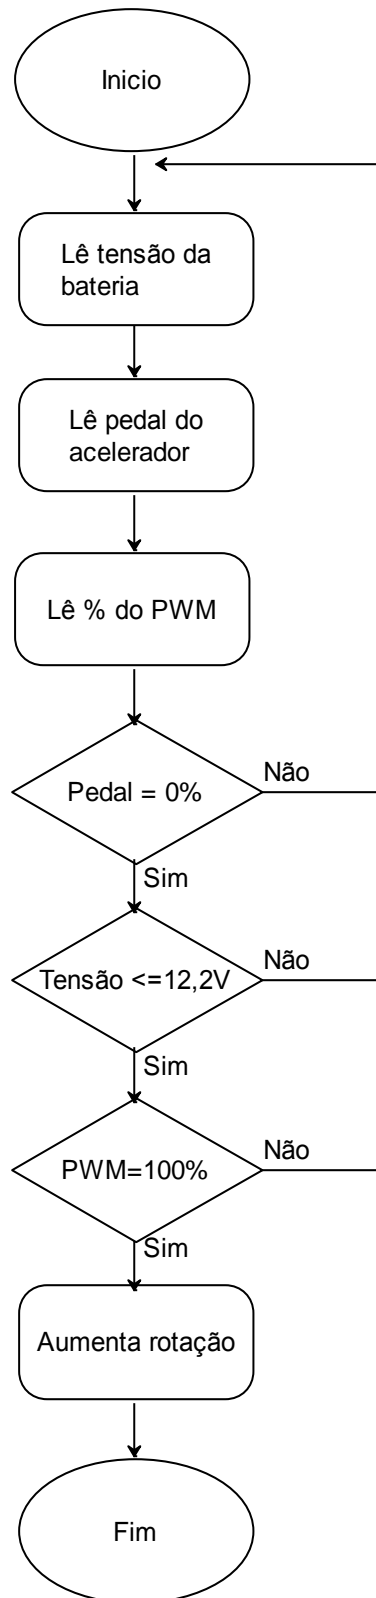 Inicio
Lê tensão da
bateria
Lê pedal do
acelerador
Lê % do PWM
Pedal = 0%
Não
Sim
Tensão <=12,2V
Não
Sim
PWM=100%
Não
Sim
Aumenta rotação
Fim